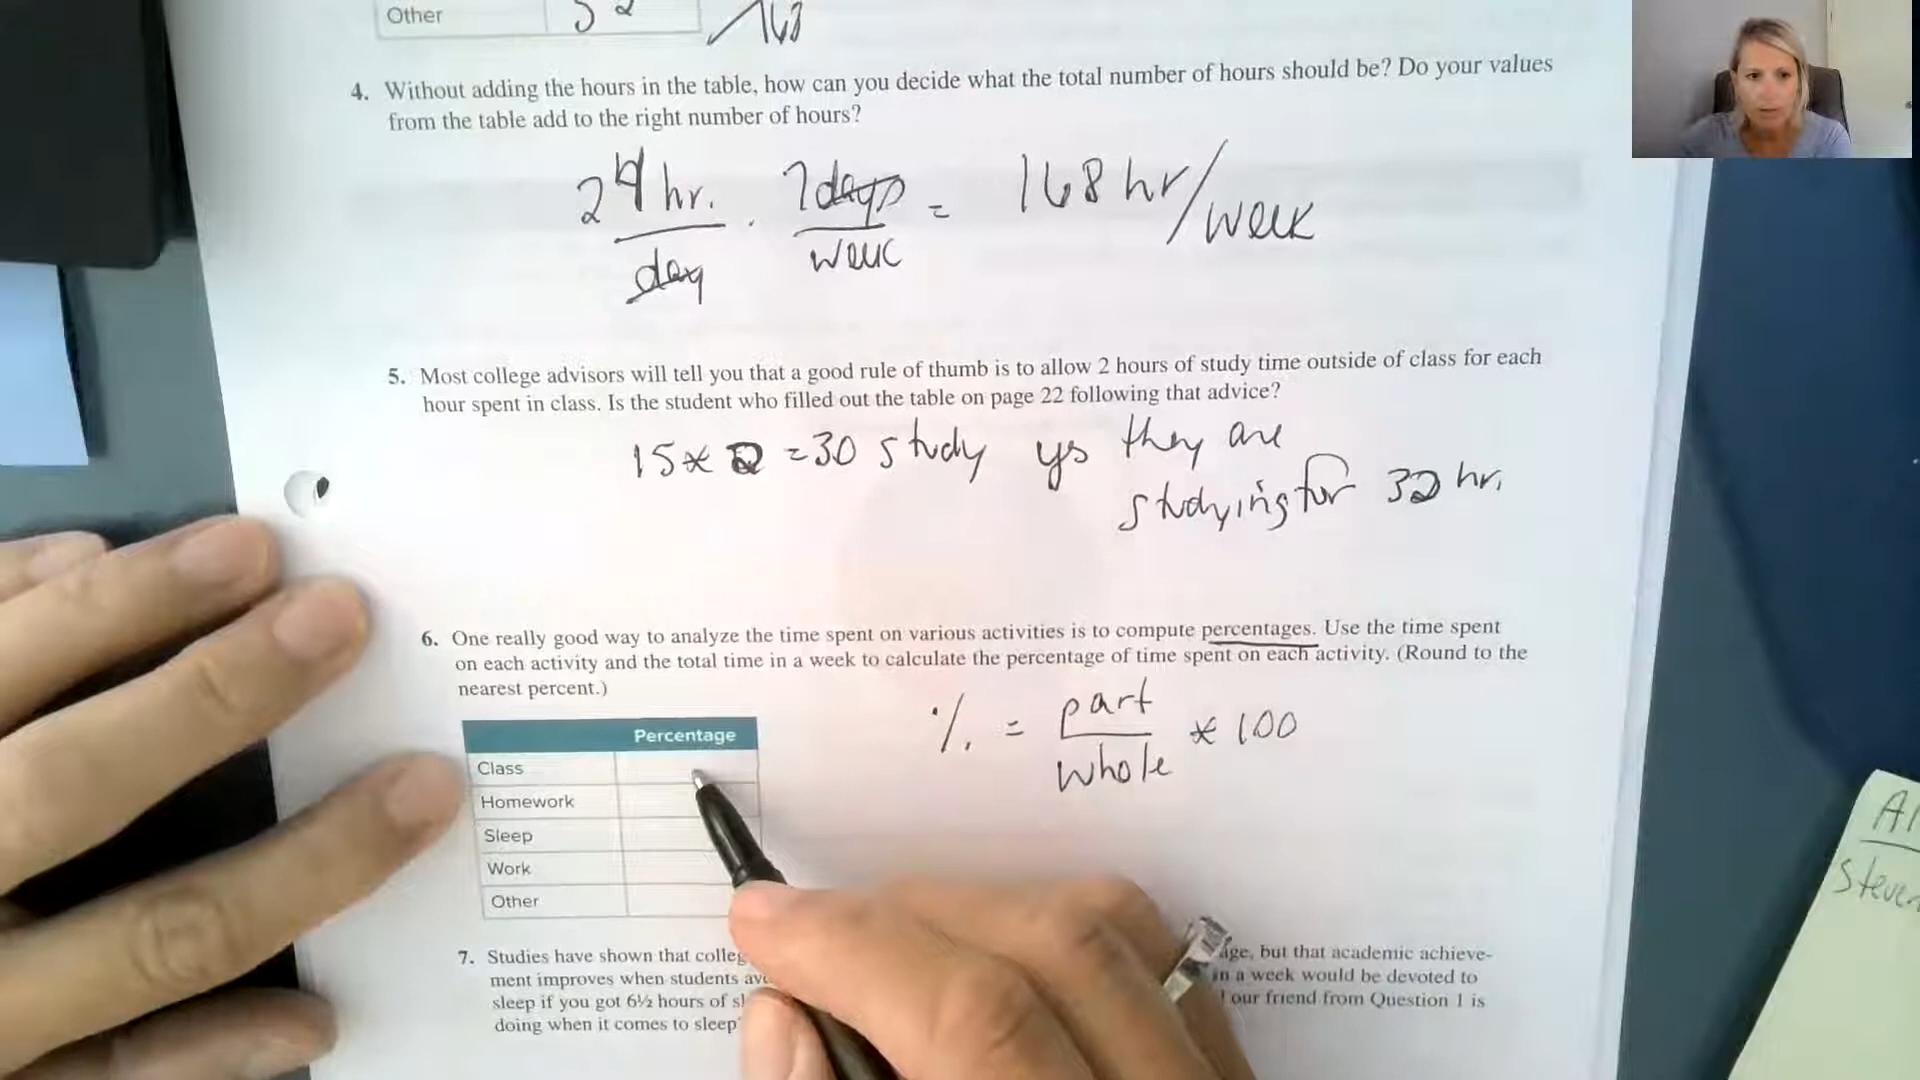 Other 52 /168
4. Without adding the hours in the table, how can you decide what the total number of hours should be? Do your values
from the table add to the right number of hours?
24 hr. / day · 7 days / week = 168 hr/week
5. Most college advisors will tell you that a good rule of thumb is to allow 2 hours of study time outside of class for each
hour spent in class. Is the student who filled out the table on page 22 following that advice?
15 * 2 = 30 study ys they are
studying for 32 hr.
6. One really good way to analyze the time spent on various activities is to compute percentages. Use the time spent
on each activity and the total time in a week to calculate the percentage of time spent on each activity. (Round to the
nearest percent.)
% = part / whole * 100
Percentage
Class
Homework
Sleep
Work
Other
7. Studies have shown that colleg age, but that academic achieve-
ment improves when students av in a week would be devoted to
sleep if you got 6½ hours of sl our friend from Question 1 is
doing when it comes to sleep
Steven